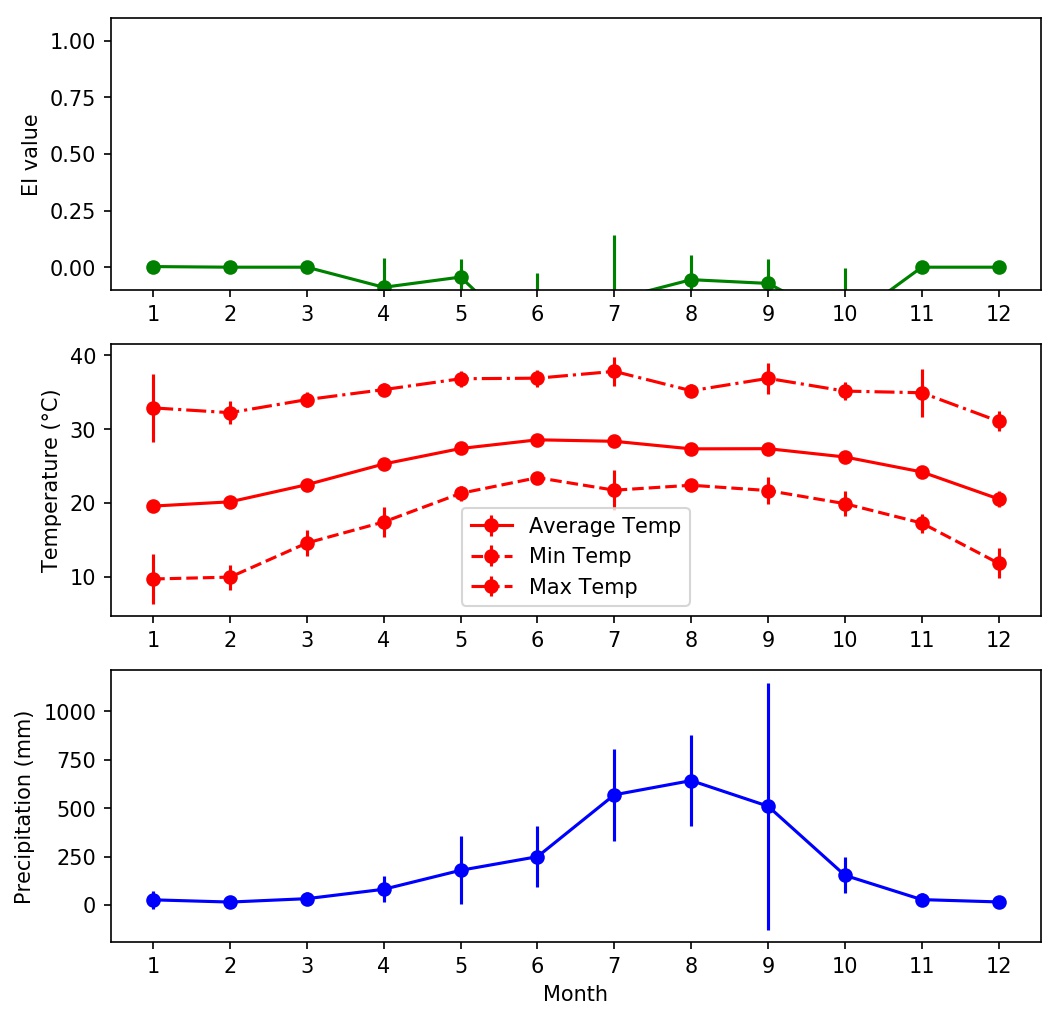 EI value
1.00
0.75
0.50
0.25
0.00
1 2 3 4 5 6 7 8 9 10 11 12
Temperature (°C)
40
30
20
10
Average Temp
Min Temp
Max Temp
1 2 3 4 5 6 7 8 9 10 11 12
Precipitation (mm)
1000
750
500
250
0
1 2 3 4 5 6 7 8 9 10 11 12
Month